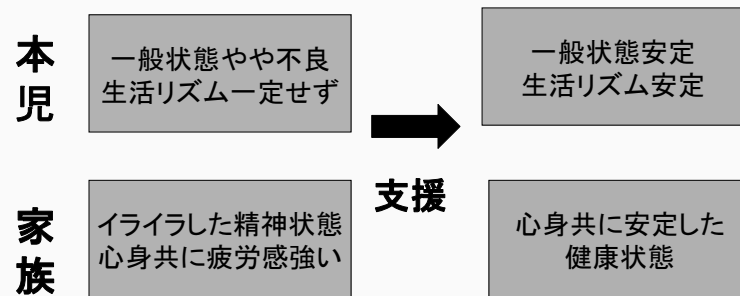 本児
一般状態やや不良
生活リズム一定せず
一般状態安定
生活リズム安定
支援
家族
イライラした精神状態
心身共に疲労感強い
心身共に安定した
健康状態